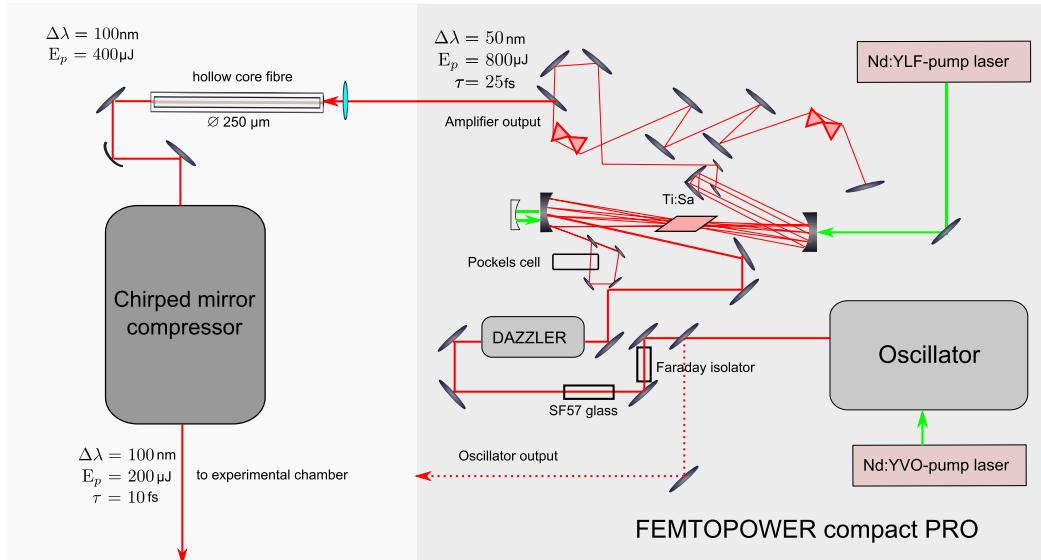 Δλ = 100nm
E_p = 400μJ
hollow core fibre
∅ 250 μm
Δλ = 50 nm
E_p = 800μJ
τ = 25fs
Amplifier output
Nd:YLF-pump laser
Ti:Sa
Pockels cell
Chirped mirror
compressor
DAZZLER
Faraday isolator
SF57 glass
Oscillator
Δλ = 100nm
E_p = 200μJ
τ = 10fs
to experimental chamber
Oscillator output
Nd:YVO-pump laser
FEMTOPOWER compact PRO